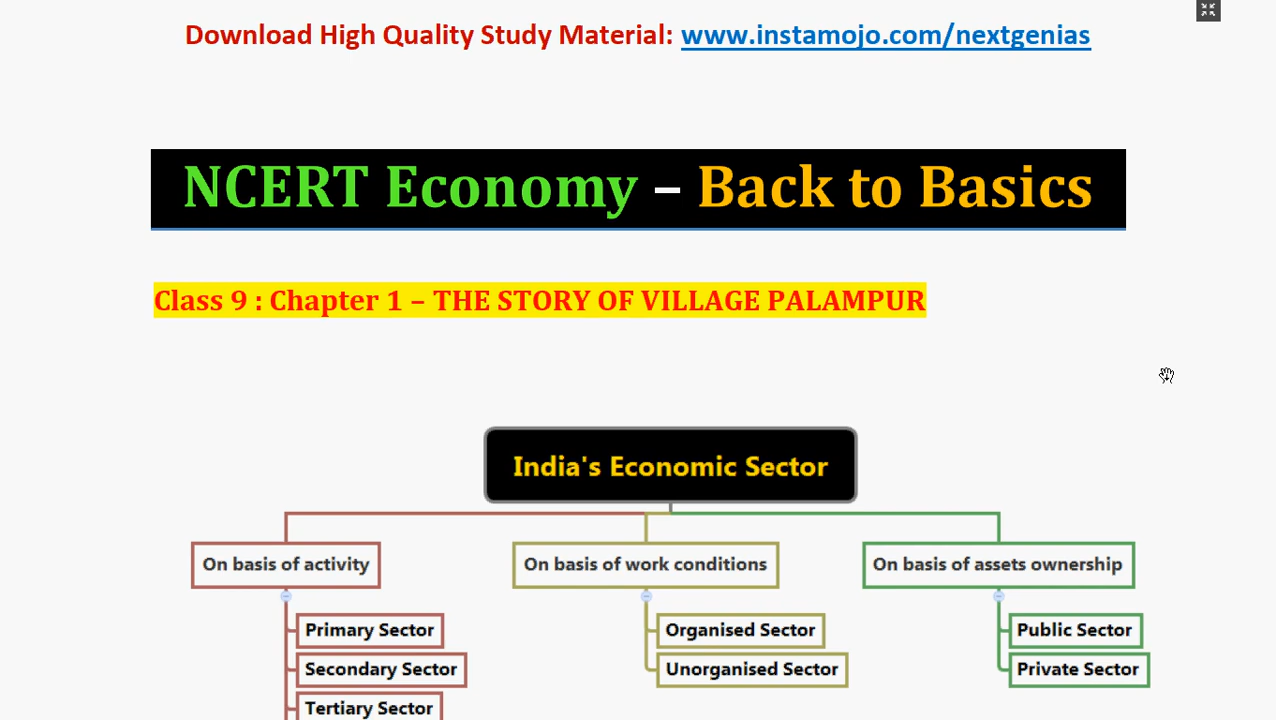 Download High Quality Study Material: www.instamojo.com/nextgenias
NCERT Economy – Back to Basics
Class 9 : Chapter 1 – THE STORY OF VILLAGE PALAMPUR
India's Economic Sector
On basis of activity
Primary Sector
Secondary Sector
Tertiary Sector
On basis of work conditions
Organised Sector
Unorganised Sector
On basis of assets ownership
Public Sector
Private Sector